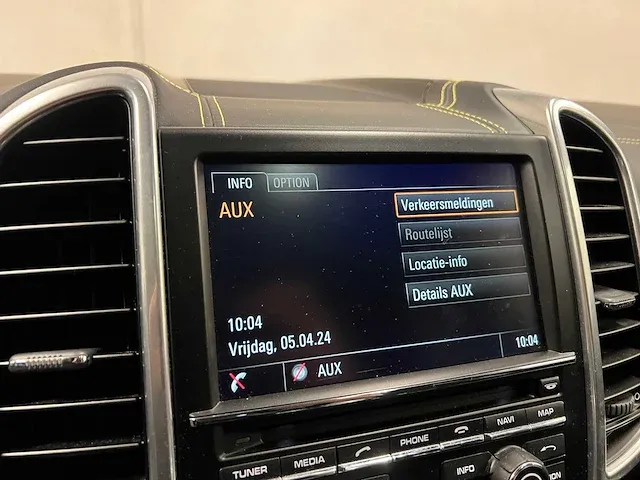 INFO OPTION
AUX
Verkeersmeldingen
Routelijst
Locatie-info
Details AUX
10:04
Vrijdag, 05.04.24
AUX
10:04
TUNER MEDIA PHONE NAVI MAP
INFO